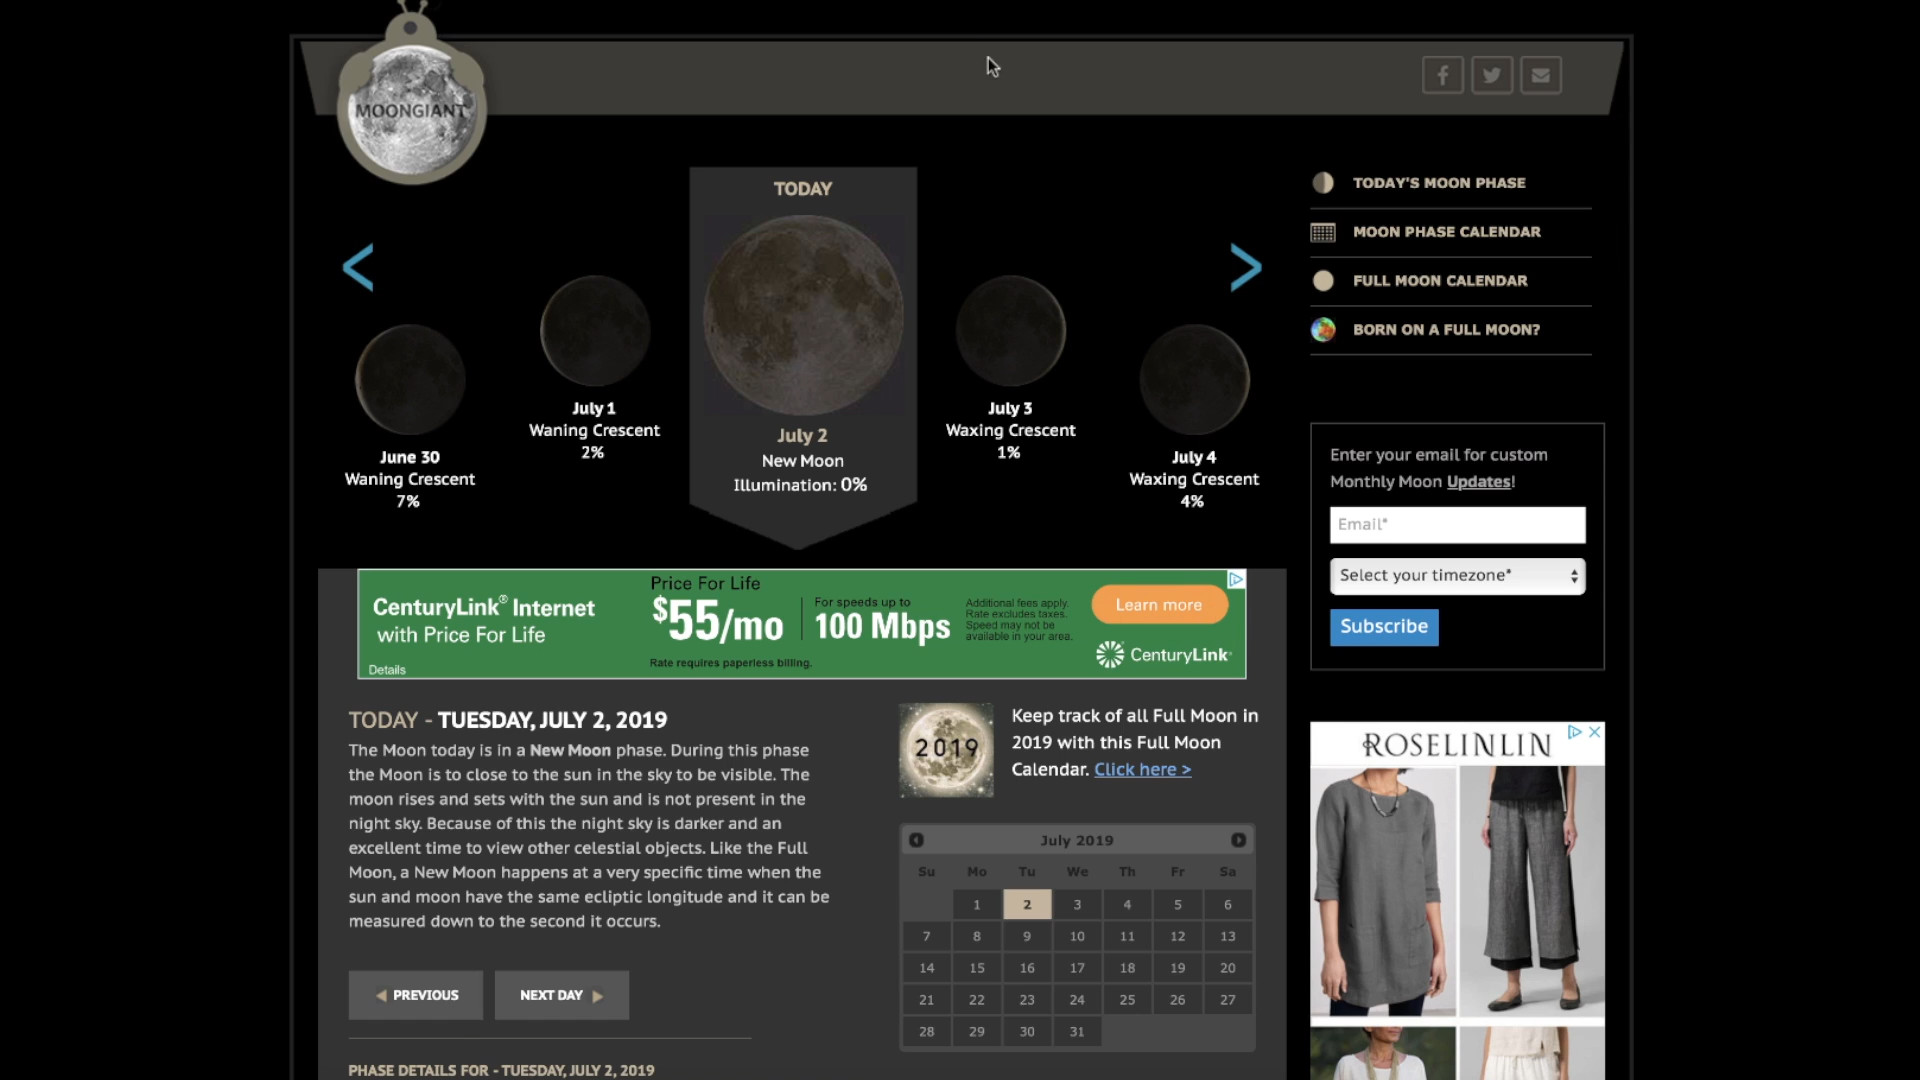 MOONGIANT
TODAY
July 2
New Moon
Illumination: 0%
June 30
Waning Crescent
7%
July 1
Waning Crescent
2%
July 3
Waxing Crescent
1%
July 4
Waxing Crescent
4%
TODAY'S MOON PHASE
MOON PHASE CALENDAR
FULL MOON CALENDAR
BORN ON A FULL MOON?
Enter your email for custom
Monthly Moon Updates!
Email*
Select your timezone*
Subscribe
CenturyLink® Internet
with Price For Life
Details
Price For Life
$55/mo
Rate requires paperless billing.
For speeds up to
100 Mbps
Additional fees apply.
Rate excludes taxes.
Speed may not be
available in your area.
Learn more
CenturyLink
TODAY - TUESDAY, JULY 2, 2019
The Moon today is in a New Moon phase. During this phase
the Moon is to close to the sun in the sky to be visible. The
moon rises and sets with the sun and is not present in the
night sky. Because of this the night sky is darker and an
excellent time to view other celestial objects. Like the Full
Moon, a New Moon happens at a very specific time when the
sun and moon have the same ecliptic longitude and it can be
measured down to the second it occurs.
PREVIOUS
NEXT DAY
PHASE DETAILS FOR - TUESDAY, JULY 2, 2019
2019
Keep track of all Full Moon in
2019 with this Full Moon
Calendar. Click here >
July 2019
Su Mo Tu We Th Fr Sa
1 2 3 4 5 6
7 8 9 10 11 12 13
14 15 16 17 18 19 20
21 22 23 24 25 26 27
28 29 30 31
ROSELINLIN